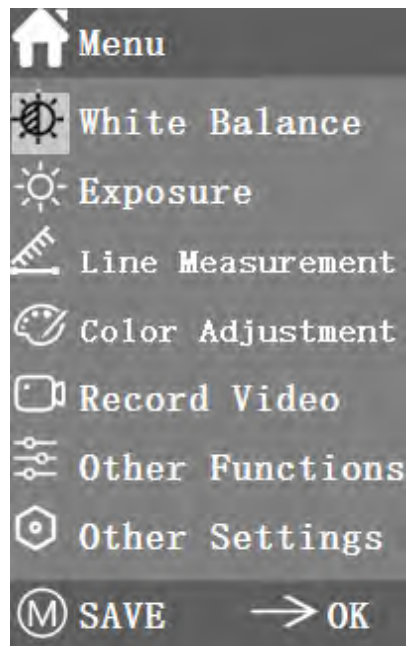 Menu
White Balance
Exposure
Line Measurement
Color Adjustment
Record Video
Other Functions
Other Settings
M SAVE → OK